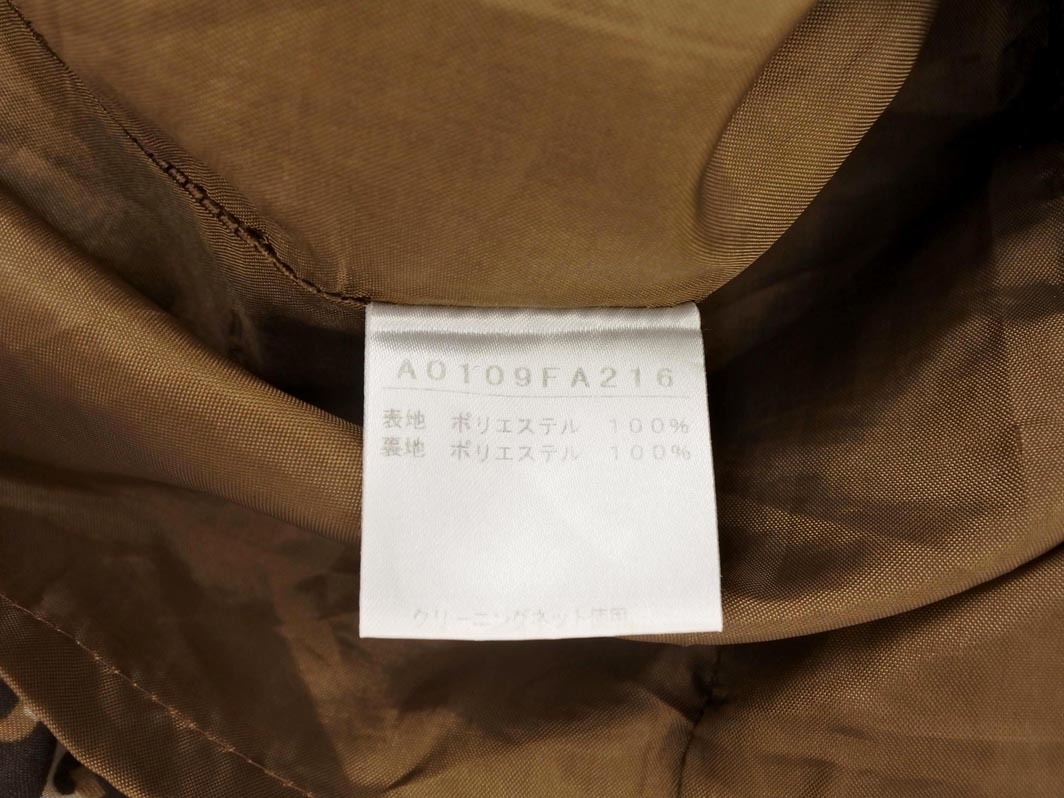 A0109FA216
表地 ポリエステル 100%
裏地 ポリエステル 100%
クリーニングネット使用